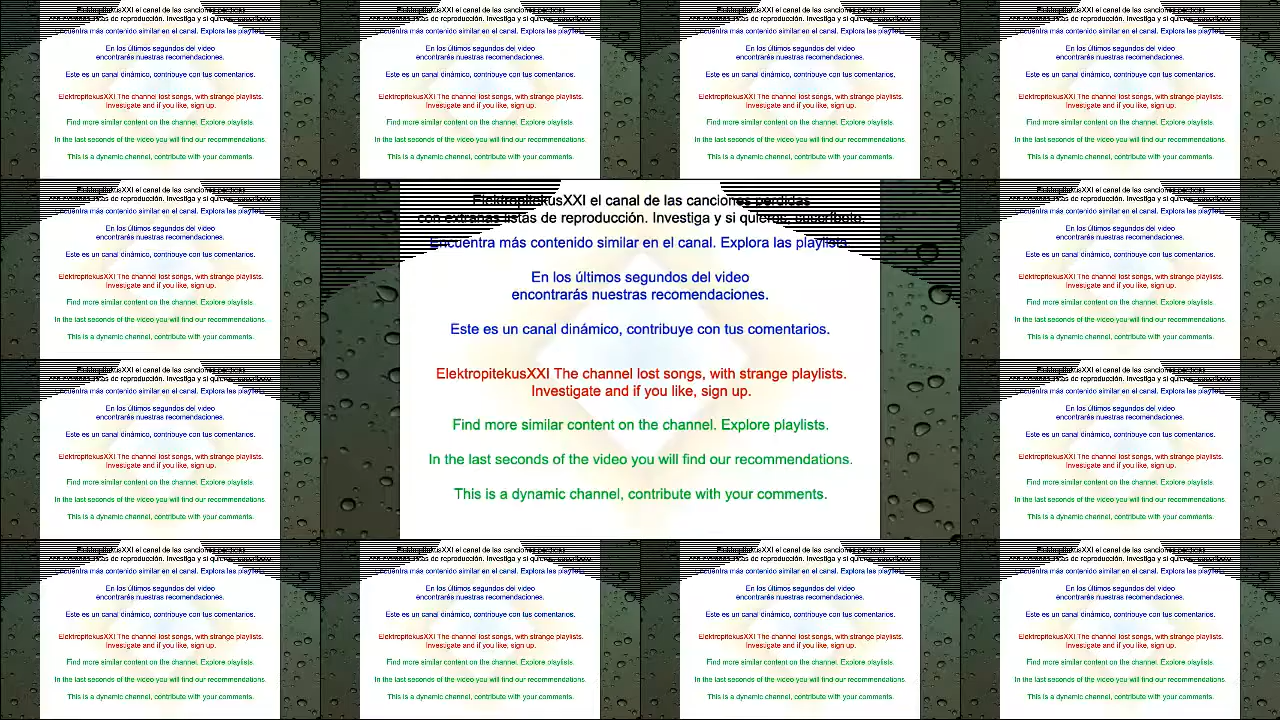 ElektropitekusXXI el canal de las canciones perdidas
con extrañas listas de reproducción. Investiga y si quieres, suscríbete.
Encuentra más contenido similar en el canal. Explora las playlists.
En los últimos segundos del video
encontrarás nuestras recomendaciones.
Este es un canal dinámico, contribuye con tus comentarios.
ElektropitekusXXI The channel lost songs, with strange playlists.
Investigate and if you like, sign up.
Find more similar content on the channel. Explore playlists.
In the last seconds of the video you will find our recommendations.
This is a dynamic channel, contribute with your comments.